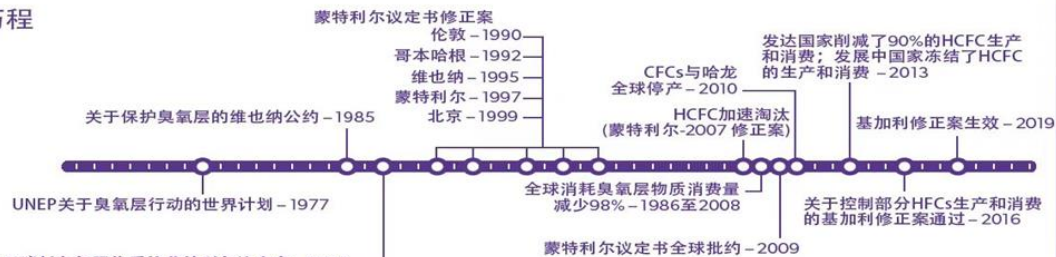 程
蒙特利尔议定书修正案
伦敦–1990
哥本哈根–1992
维也纳–1995
蒙特利尔–1997
北京–1999
关于保护臭氧层的维也纳公约–1985
CFCs与哈龙
全球停产–2010
发达国家削减了90%的HCFC生产
和消费；发展中国家冻结了HCFC
的生产和消费 –2013
HCFC加速淘汰
(蒙特利尔-2007 修正案)
基加利修正案生效–2019
UNEP关于臭氧层行动的世界计划–1977
全球消耗臭氧层物质消费量
减少98%–1986至2008
关于控制部分HFCs生产和消费
的基加利修正案通过–2016
蒙特利尔议定书全球批约–2009